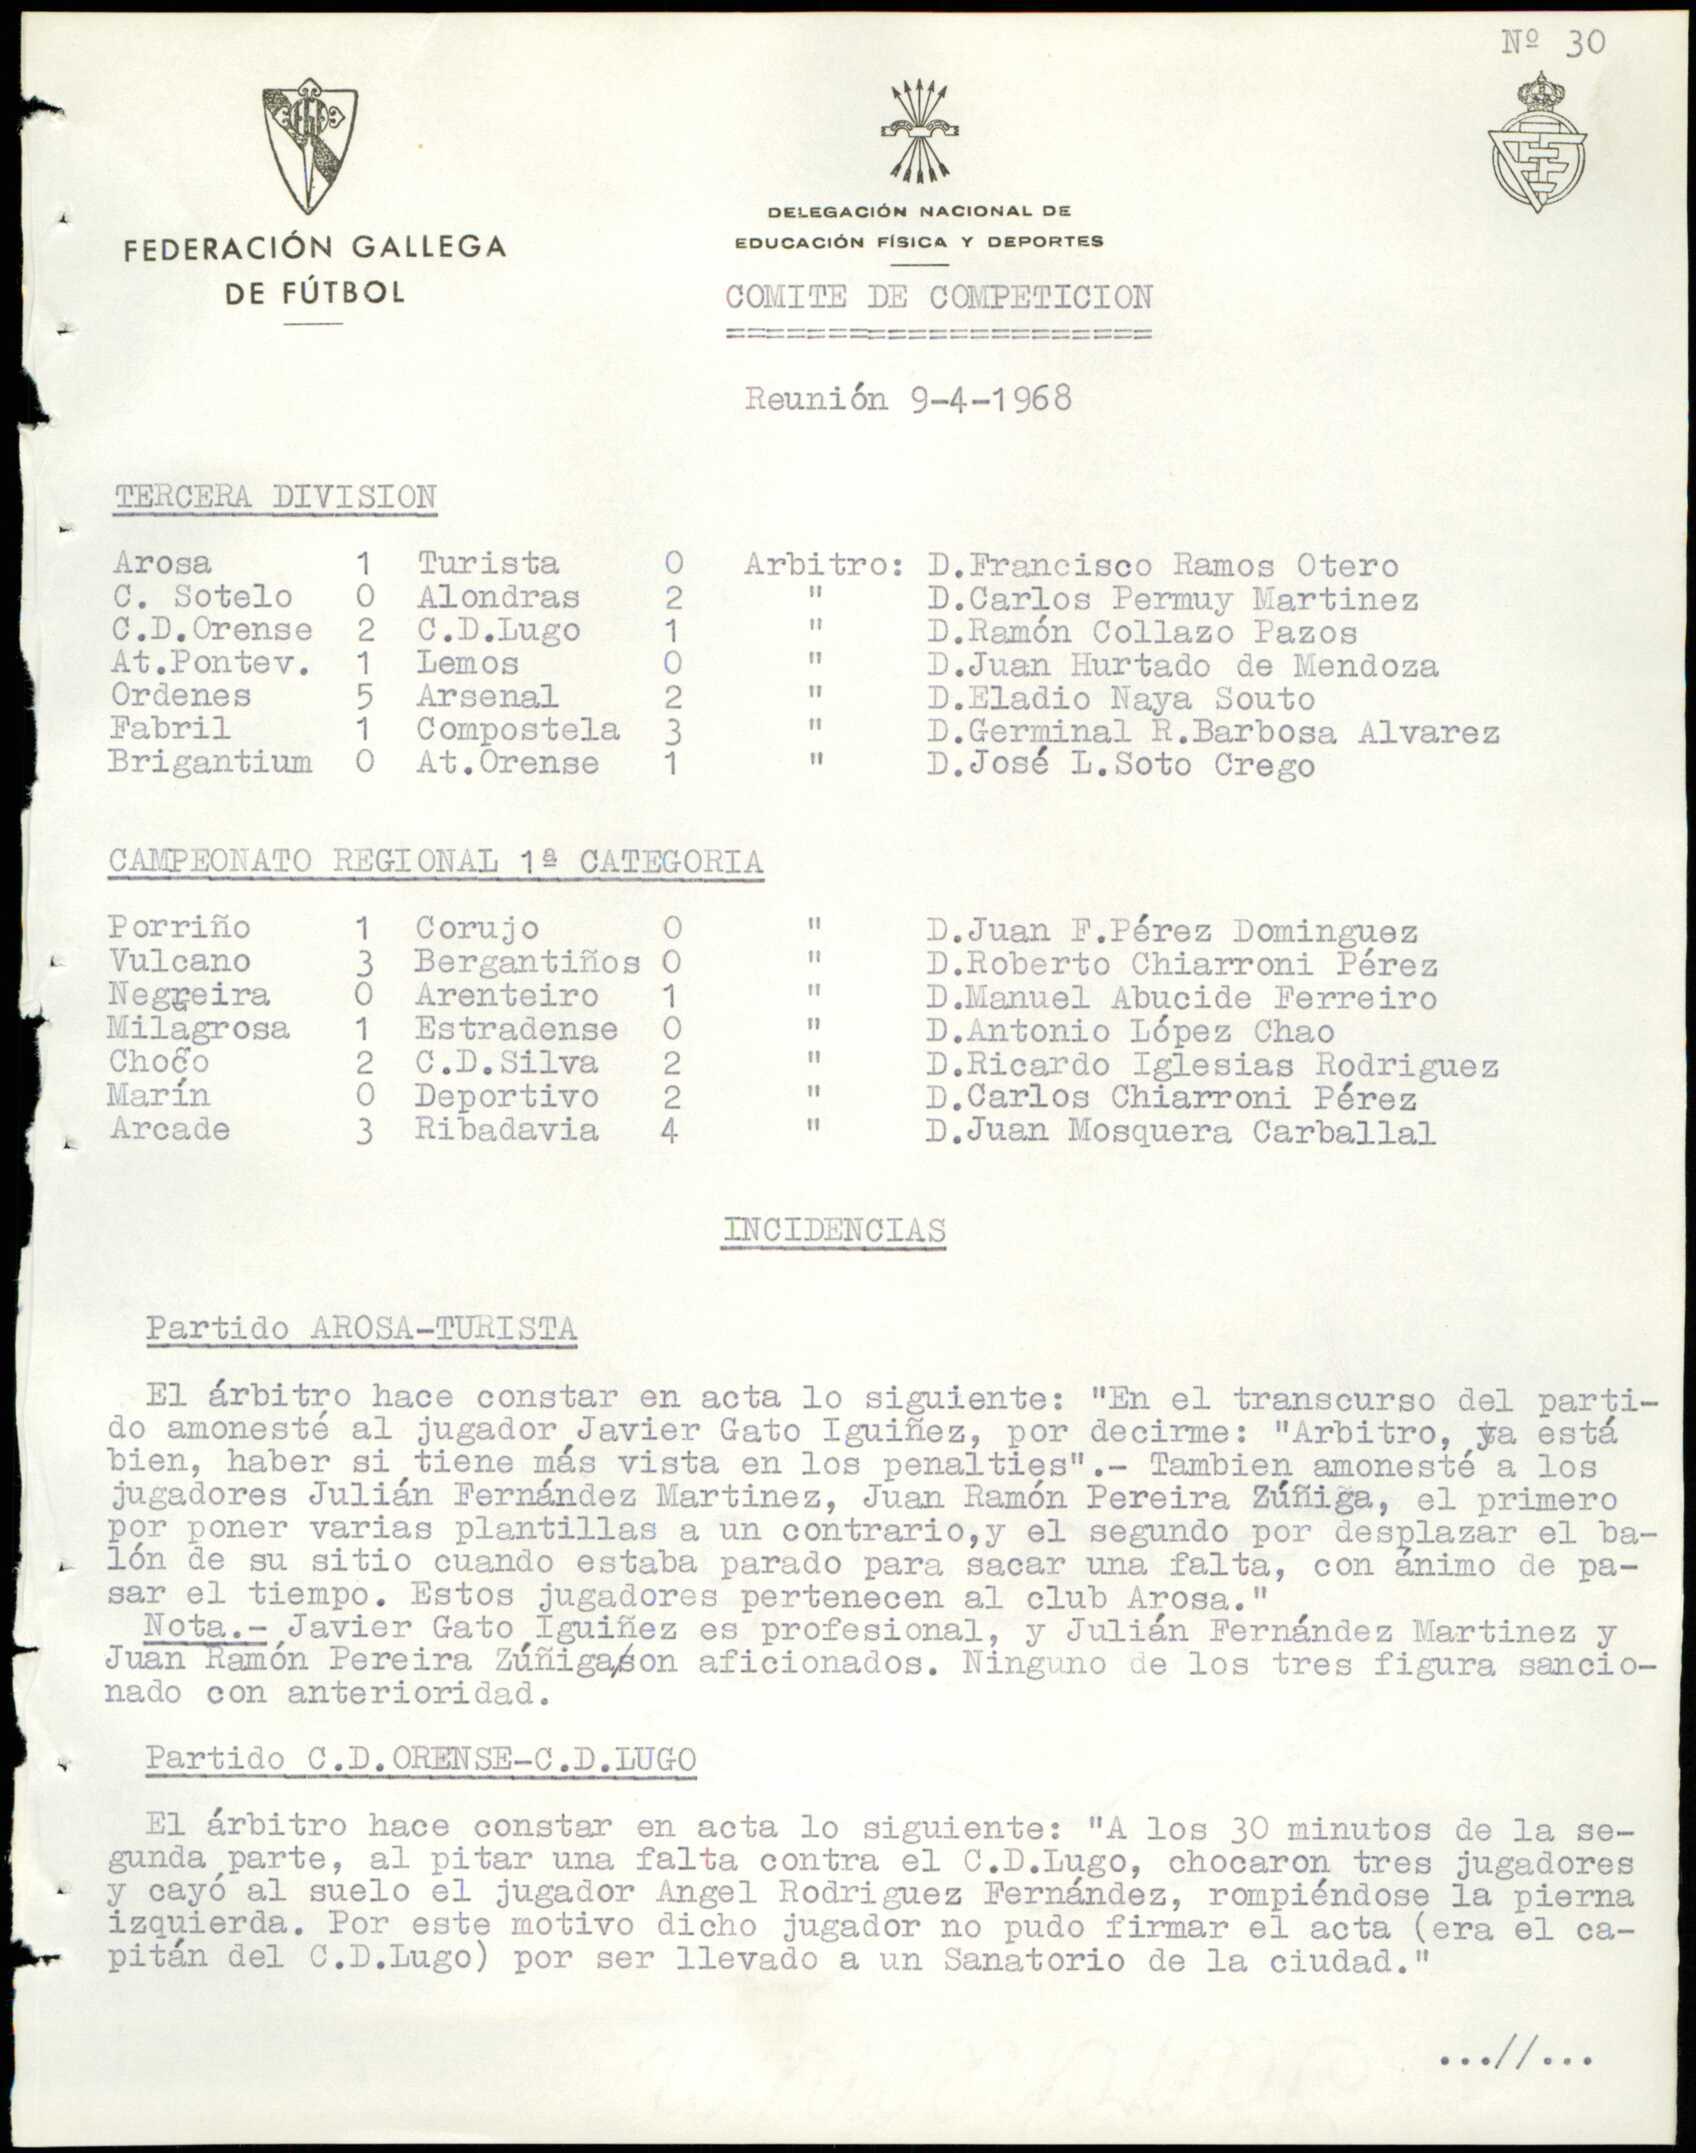 Nº 30
FEDERACIÓN GALLEGA
DE FÚTBOL
DELEGACIÓN NACIONAL DE
EDUCACIÓN FÍSICA Y DEPORTES
COMITE DE COMPETICION
=====================
Reunión 9-4-1968
TERCERA DIVISION
Arosa 1 Turista 0 Arbitro: D.Francisco Ramos Otero
C. Sotelo 0 Alondras 2 " D.Carlos Permuy Martinez
C.D.Orense 2 C.D.Lugo 1 " D.Ramón Collazo Pazos
At.Pontev. 1 Lemos 0 " D.Juan Hurtado de Mendoza
Ordenes 5 Arsenal 2 " D.Eladio Naya Souto
Fabril 1 Compostela 3 " D.Germinal R.Barbosa Alvarez
Brigantium 0 At.Orense 1 " D.José L.Soto Crego
CAMPEONATO REGIONAL 1ª CATEGORIA
Porriño 1 Corujo 0 " D.Juan F.Pérez Dominguez
Vulcano 3 Bergantiños 0 " D.Roberto Chiarroni Pérez
Negreira 0 Arenteiro 1 " D.Manuel Abucide Ferreiro
Milagrosa 1 Estradense 0 " D.Antonio López Chao
Choco 2 C.D.Silva 2 " D.Ricardo Iglesias Rodriguez
Marín 0 Deportivo 2 " D.Carlos Chiarroni Pérez
Arcade 3 Ribadavia 4 " D.Juan Mosquera Carballal
INCIDENCIAS
Partido AROSA-TURISTA
El árbitro hace constar en acta lo siguiente: "En el transcurso del parti-
do amonesté al jugador Javier Gato Iguiñez, por decirme: "Arbitro, ya está
bien, haber si tiene más vista en los penalties".- Tambien amonesté a los
jugadores Julián Fernández Martinez, Juan Ramón Pereira Zúñiga, el primero
por poner varias plantillas a un contrario,y el segundo por desplazar el ba-
lón de su sitio cuando estaba parado para sacar una falta, con ánimo de pa-
sar el tiempo. Estos jugadores pertenecen al club Arosa."
Nota.- Javier Gato Iguiñez es profesional, y Julián Fernández Martinez y
Juan Ramón Pereira Zúñiga/son aficionados. Ninguno de los tres figura sancio-
nado con anterioridad.
Partido C.D.ORENSE-C.D.LUGO
El árbitro hace constar en acta lo siguiente: "A los 30 minutos de la se-
gunda parte, al pitar una falta contra el C.D.Lugo, chocaron tres jugadores
y cayó al suelo el jugador Angel Rodriguez Fernández, rompiéndose la pierna
izquierda. Por este motivo dicho jugador no pudo firmar el acta (era el ca-
pitán del C.D.Lugo) por ser llevado a un Sanatorio de la ciudad."
...//...